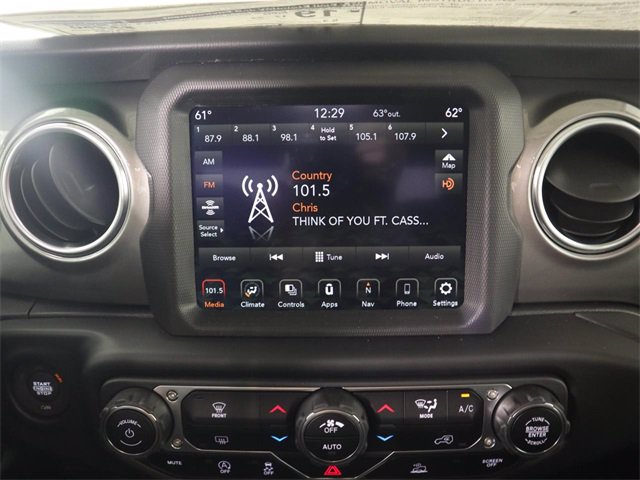 61° 12:29 63°out. 62°
1 87.9 2 88.1 3 98.1 4 Hold to Set 5 105.1 6 107.9
AM
Map
FM
Country
101.5
HD
Chris
THINK OF YOU FT. CASS...
SiriusXM
Source Select
Browse Tune Audio
101.5 N
Media Climate Controls Apps Nav Phone Settings
START ENGINE STOP
FRONT
OFF
AUTO
MODE
A/C
VOLUME
TUNE
BROWSE ENTER
SCROLL
MUTE
OFF
SCREEN OFF